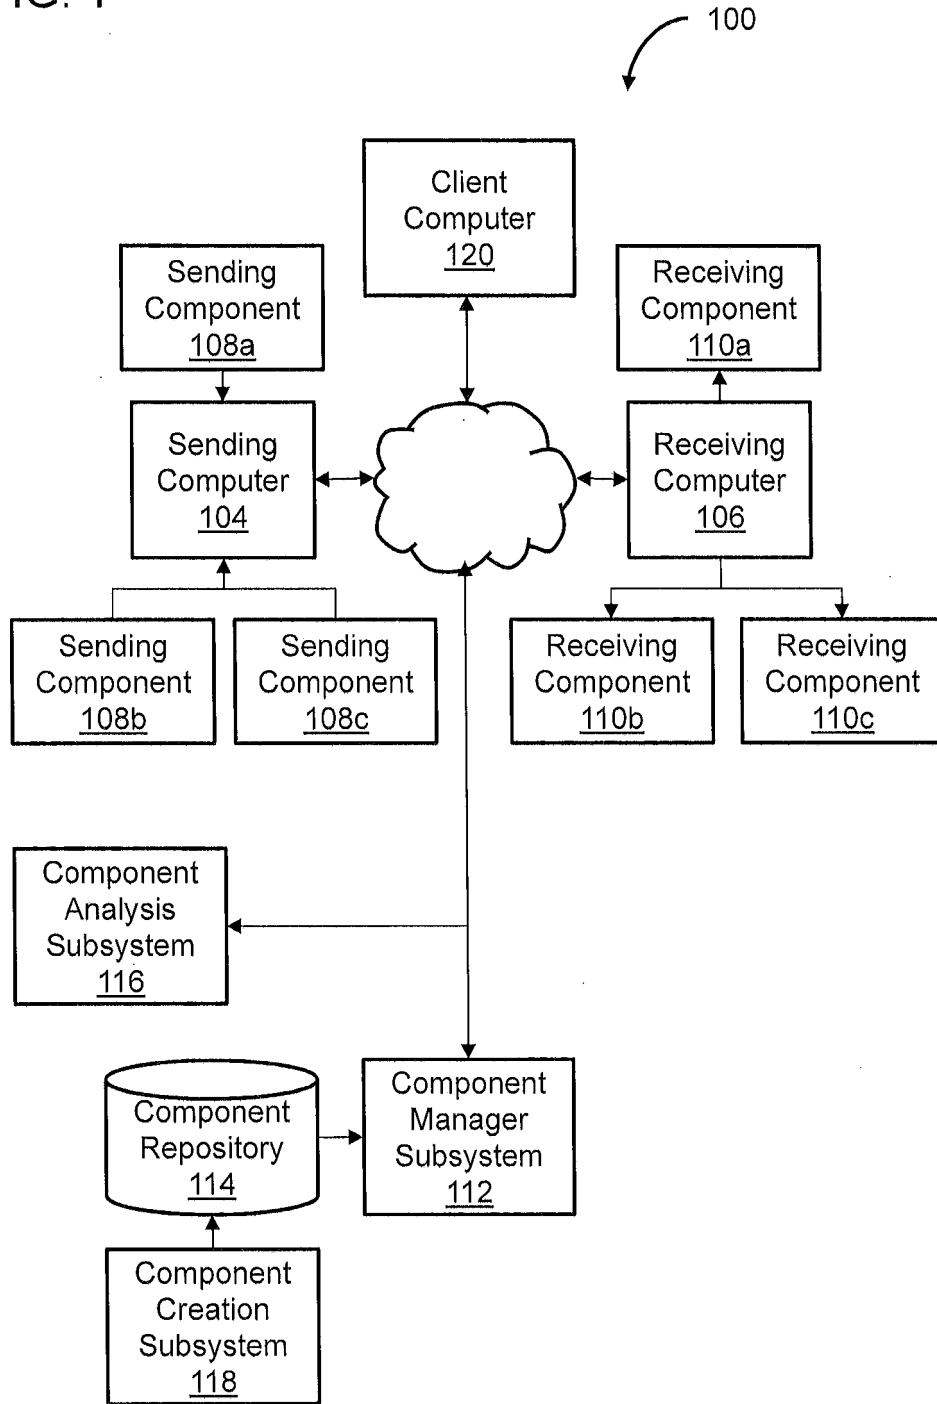 100
Client
Computer
120
Sending
Component
108a
Receiving
Component
110a
Sending
Computer
104
Receiving
Computer
106
Sending
Component
108b
Sending
Component
108c
Receiving
Component
110b
Receiving
Component
110c
Component
Analysis
Subsystem
116
Component
Repository
114
Component
Manager
Subsystem
112
Component
Creation
Subsystem
118